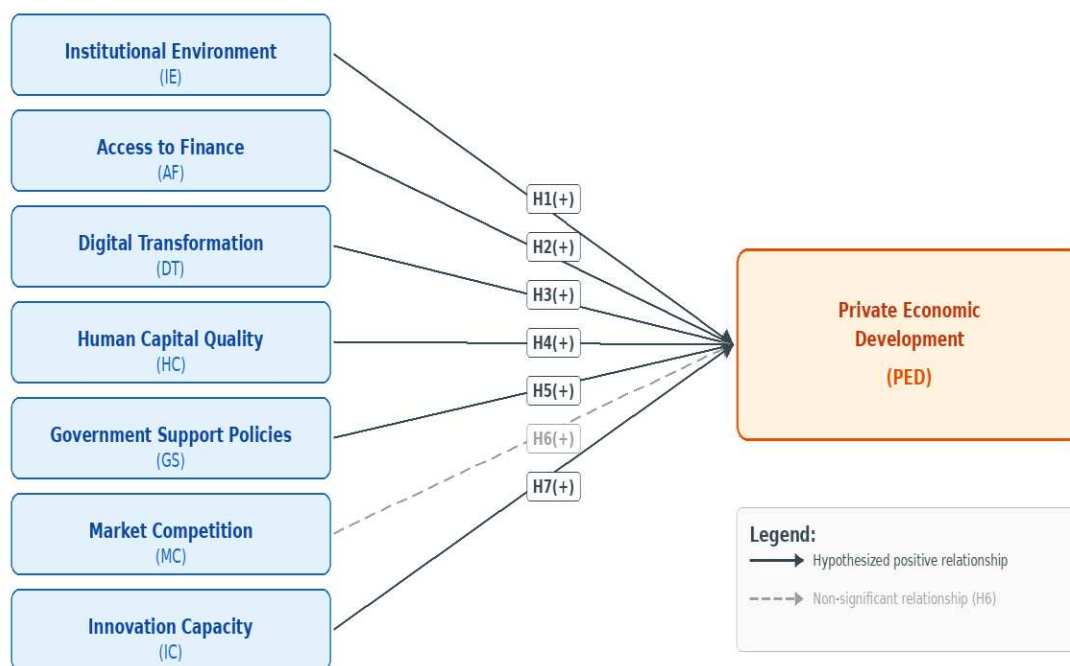 Institutional Environment
(IE)
Access to Finance
(AF)
Digital Transformation
(DT)
Human Capital Quality
(HC)
Government Support Policies
(GS)
Market Competition
(MC)
Innovation Capacity
(IC)
H1(+)
H2(+)
H3(+)
H4(+)
H5(+)
H6(+)
H7(+)
Private Economic
Development
(PED)
Legend:
Hypothesized positive relationship
Non-significant relationship (H6)